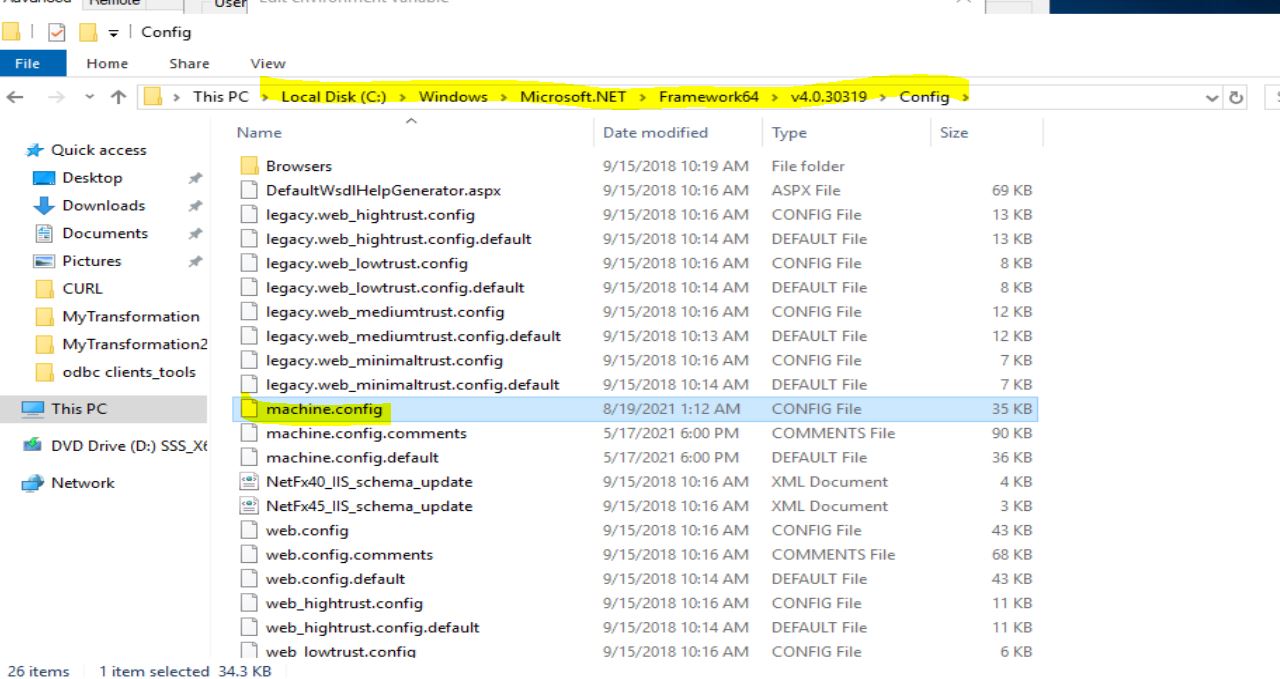 Advanced Remote User Edit environment variable
Config
File Home Share View
This PC Local Disk (C:) Windows Microsoft.NET Framework64 v4.0.30319 Config
Name Date modified Type Size
Quick access
Desktop
Downloads
Documents
Pictures
CURL
MyTransformation
MyTransformation2
odbc clients_tools
This PC
DVD Drive (D:) SSS_X6
Network
Browsers 9/15/2018 10:19 AM File folder
DefaultWsdlHelpGenerator.aspx 9/15/2018 10:16 AM ASPX File 69 KB
legacy.web_hightrust.config 9/15/2018 10:16 AM CONFIG File 13 KB
legacy.web_hightrust.config.default 9/15/2018 10:14 AM DEFAULT File 13 KB
legacy.web_lowtrust.config 9/15/2018 10:16 AM CONFIG File 8 KB
legacy.web_lowtrust.config.default 9/15/2018 10:14 AM DEFAULT File 8 KB
legacy.web_mediumtrust.config 9/15/2018 10:16 AM CONFIG File 12 KB
legacy.web_mediumtrust.config.default 9/15/2018 10:13 AM DEFAULT File 12 KB
legacy.web_minimaltrust.config 9/15/2018 10:16 AM CONFIG File 7 KB
legacy.web_minimaltrust.config.default 9/15/2018 10:14 AM DEFAULT File 7 KB
machine.config 8/19/2021 1:12 AM CONFIG File 35 KB
machine.config.comments 5/17/2021 6:00 PM COMMENTS File 90 KB
machine.config.default 5/17/2021 6:00 PM DEFAULT File 36 KB
NetFx40_IIS_schema_update 9/15/2018 10:16 AM XML Document 4 KB
NetFx45_IIS_schema_update 9/15/2018 10:16 AM XML Document 3 KB
web.config 9/15/2018 10:16 AM CONFIG File 43 KB
web.config.comments 9/15/2018 10:16 AM COMMENTS File 68 KB
web.config.default 9/15/2018 10:14 AM DEFAULT File 43 KB
web_hightrust.config 9/15/2018 10:16 AM CONFIG File 11 KB
web_hightrust.config.default 9/15/2018 10:14 AM DEFAULT File 11 KB
web_lowtrust.config 9/15/2018 10:16 AM CONFIG File 6 KB
26 items 1 item selected 34.3 KB